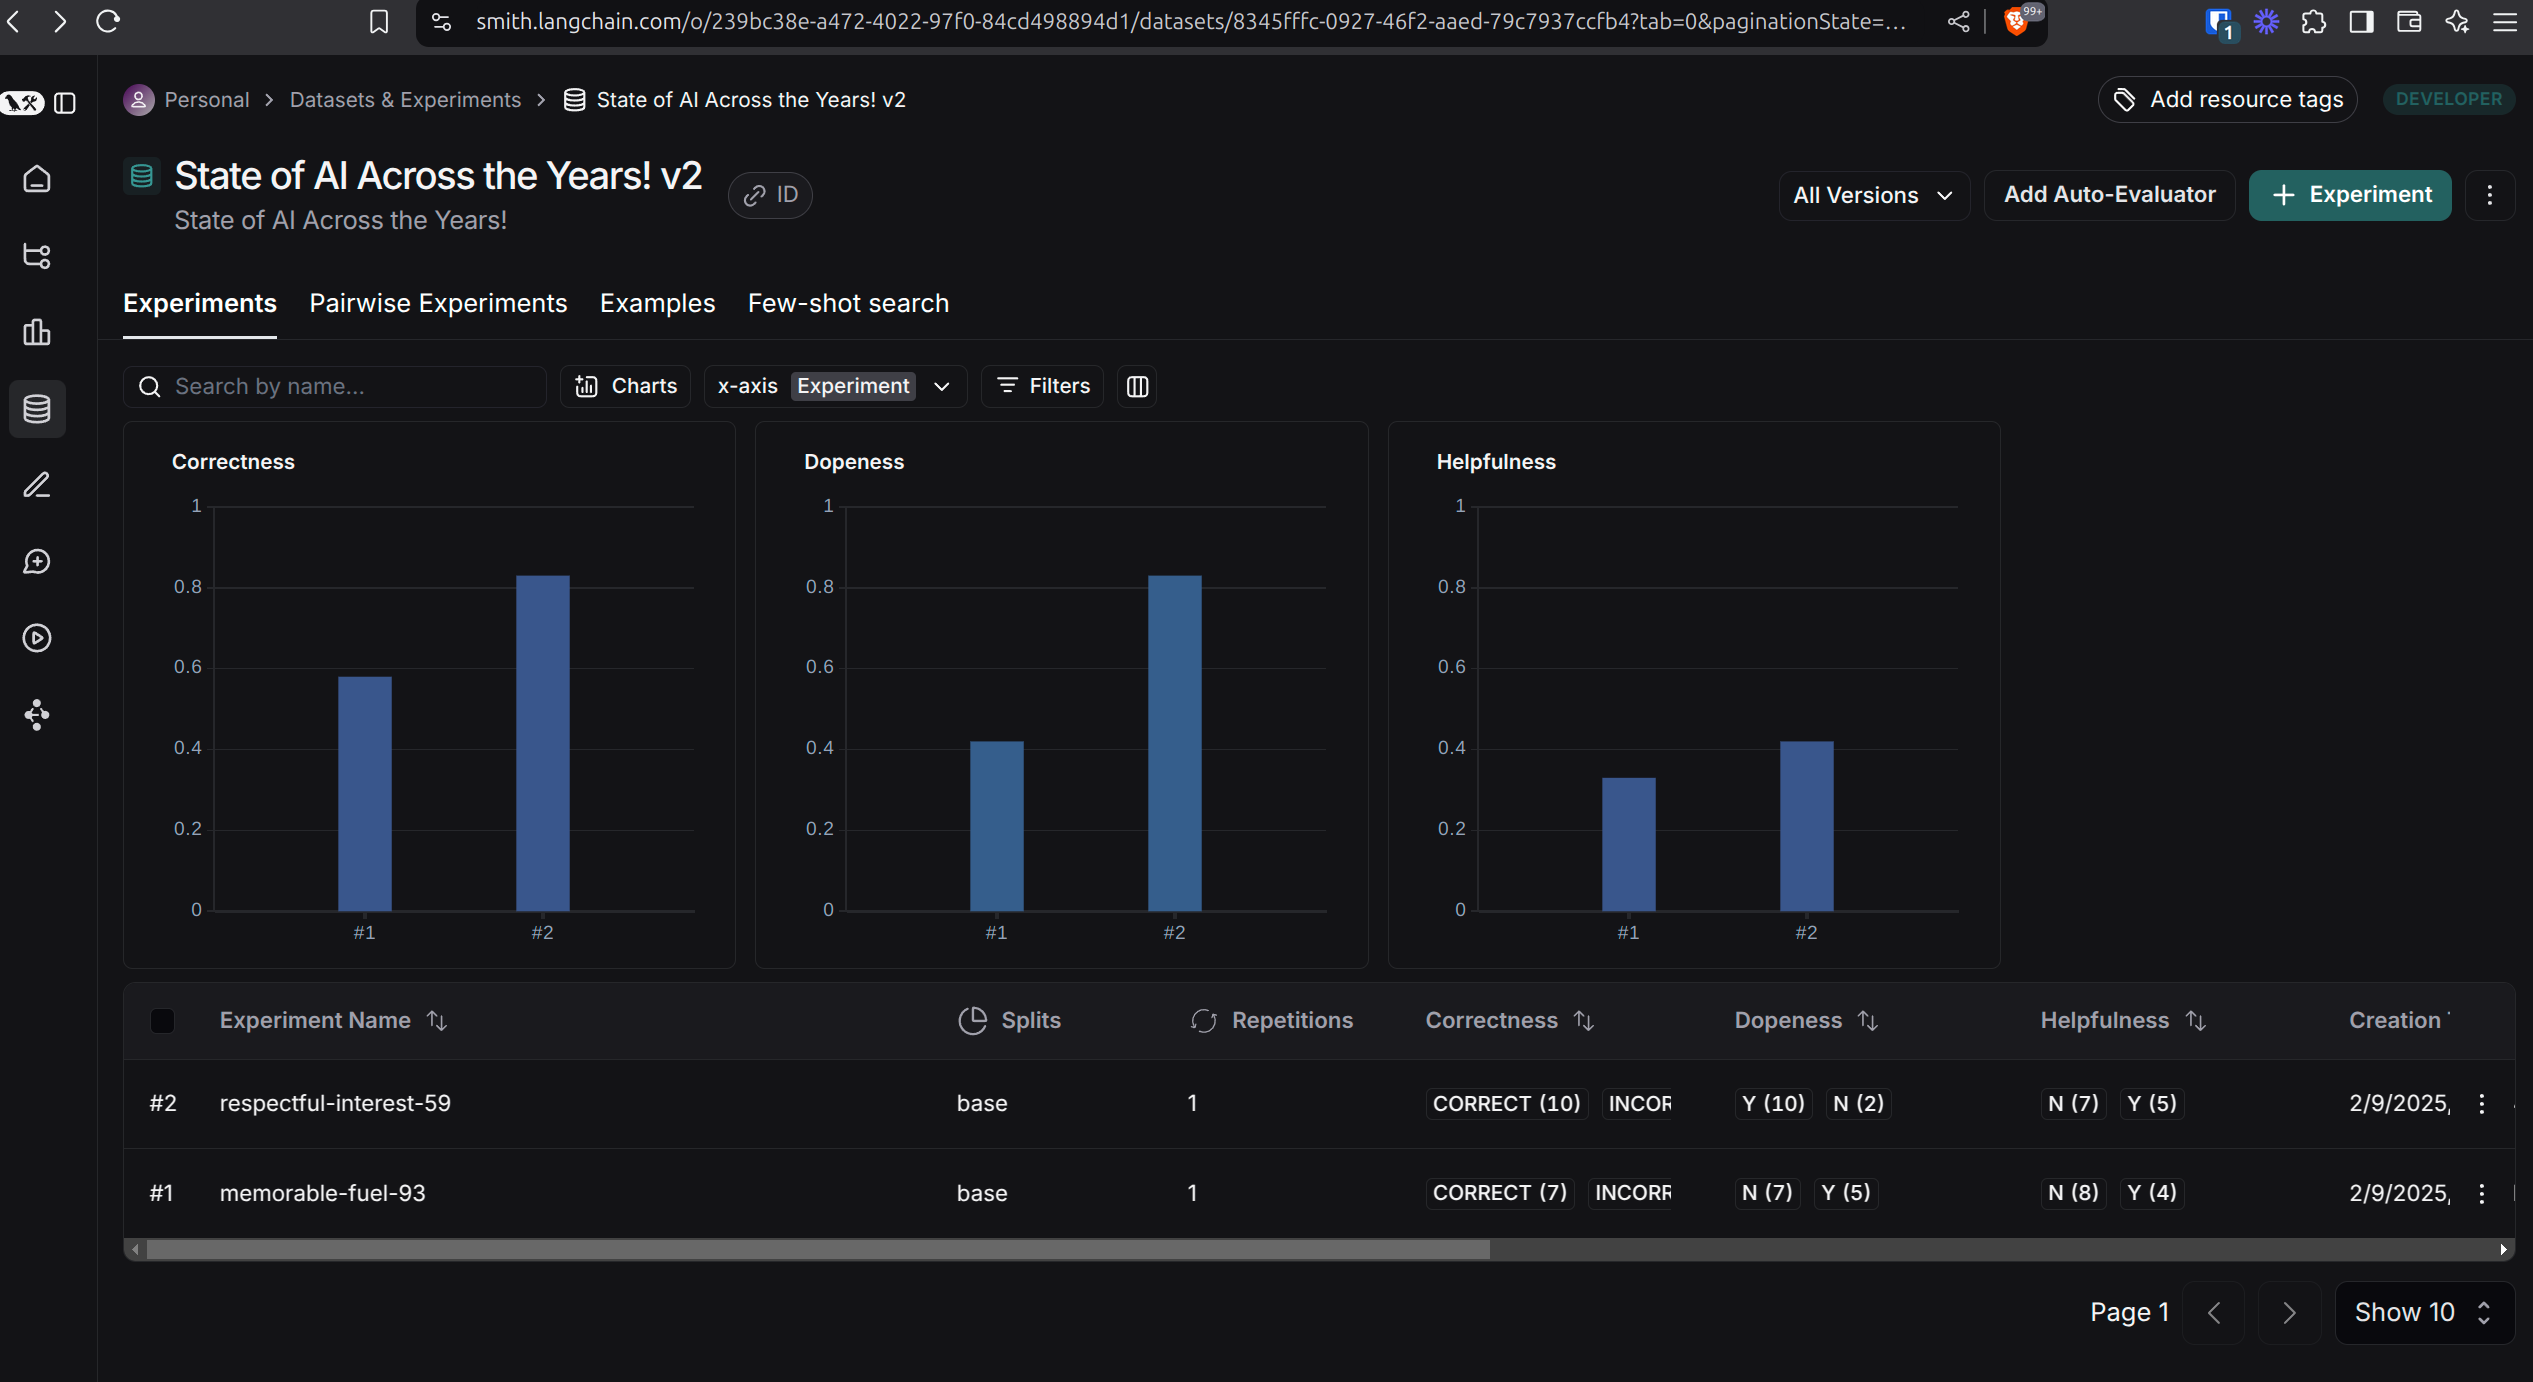 smith.langchain.com/o/239bc38e-a472-4022-97f0-84cd498894d1/datasets/8345fffc-0927-46f2-aaed-79c7937ccfb4?tab=0&paginationState=...
99+
1
Personal > Datasets & Experiments > State of AI Across the Years! v2
Add resource tags
DEVELOPER
State of AI Across the Years! v2
ID
State of AI Across the Years!
All Versions
Add Auto-Evaluator
+ Experiment
Experiments
Pairwise Experiments
Examples
Few-shot search
Search by name...
Charts
x-axis Experiment
Filters
Correctness
1
0.8
0.6
0.4
0.2
0
#1 #2
Dopeness
1
0.8
0.6
0.4
0.2
0
#1 #2
Helpfulness
1
0.8
0.6
0.4
0.2
0
#1 #2
Experiment Name Splits Repetitions Correctness Dopeness Helpfulness Creation
#2 respectful-interest-59 base 1 CORRECT (10) INCOR Y (10) N (2) N (7) Y (5) 2/9/2025,
#1 memorable-fuel-93 base 1 CORRECT (7) INCORR N (7) Y (5) N (8) Y (4) 2/9/2025,
Page 1
Show 10